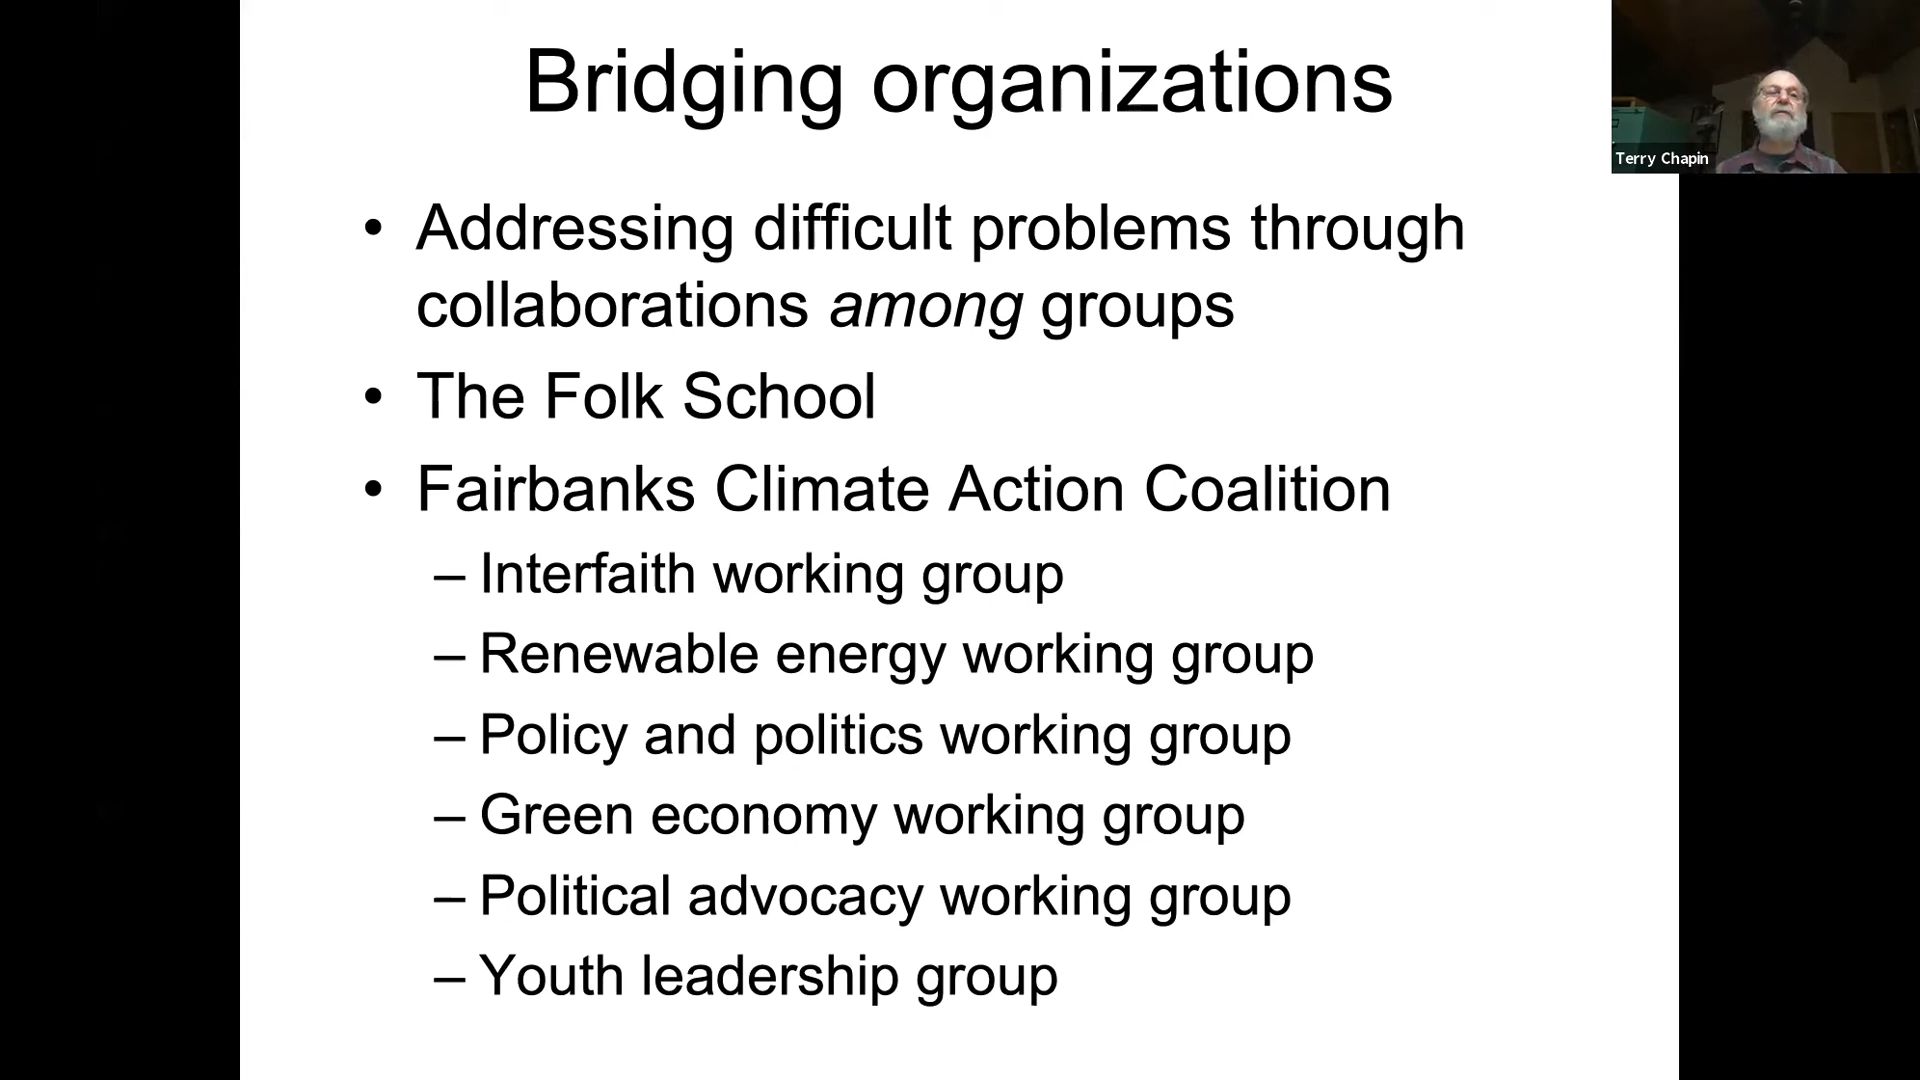 Bridging organizations
Terry Chapin
• Addressing difficult problems through
collaborations among groups
• The Folk School
• Fairbanks Climate Action Coalition
– Interfaith working group
– Renewable energy working group
– Policy and politics working group
– Green economy working group
– Political advocacy working group
– Youth leadership group